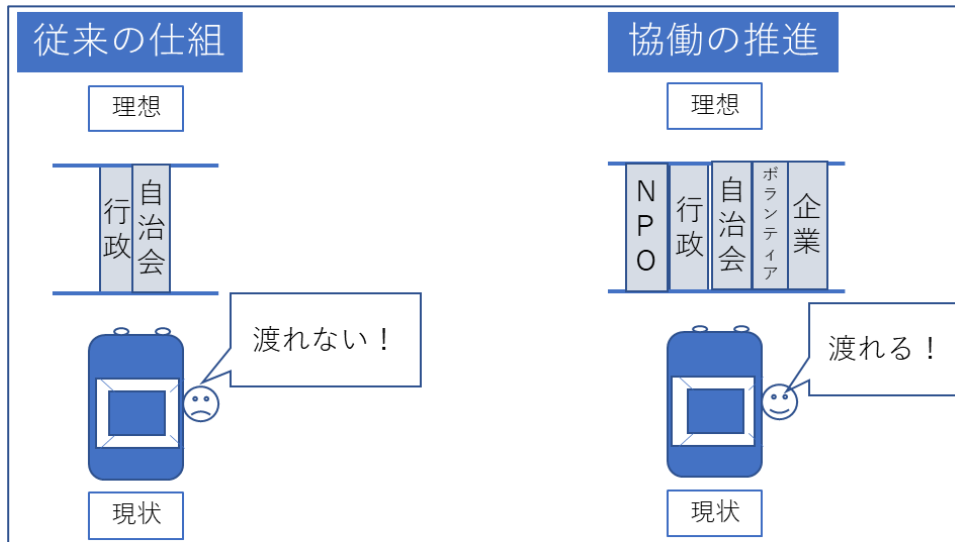 従来の仕組
理想
行政
自治会
渡れない！
現状
協働の推進
理想
ＮＰＯ
行政
自治会
ボランティア
企業
渡れる！
現状